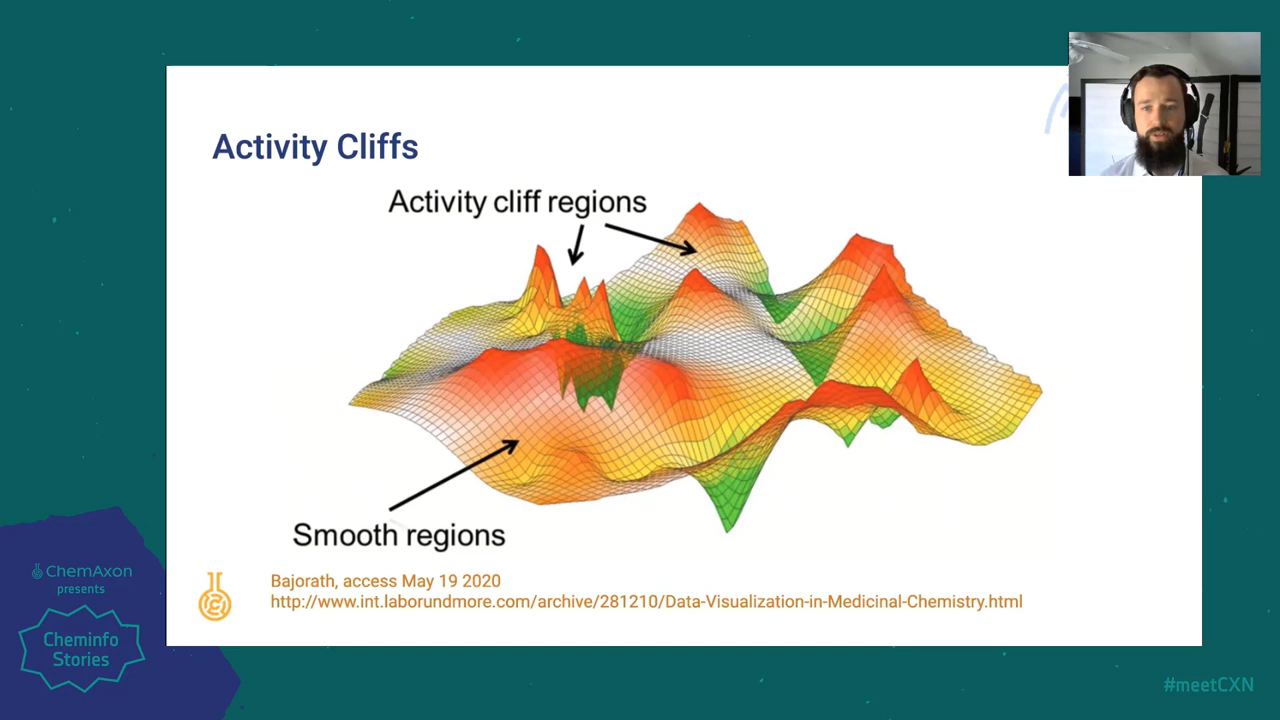 Activity Cliffs
Activity cliff regions
Smooth regions
Bajorath, access May 19 2020
http://www.int.laborundmore.com/archive/281210/Data-Visualization-in-Medicinal-Chemistry.html
ChemAxon
presents
Cheminfo
Stories
#meetCXN